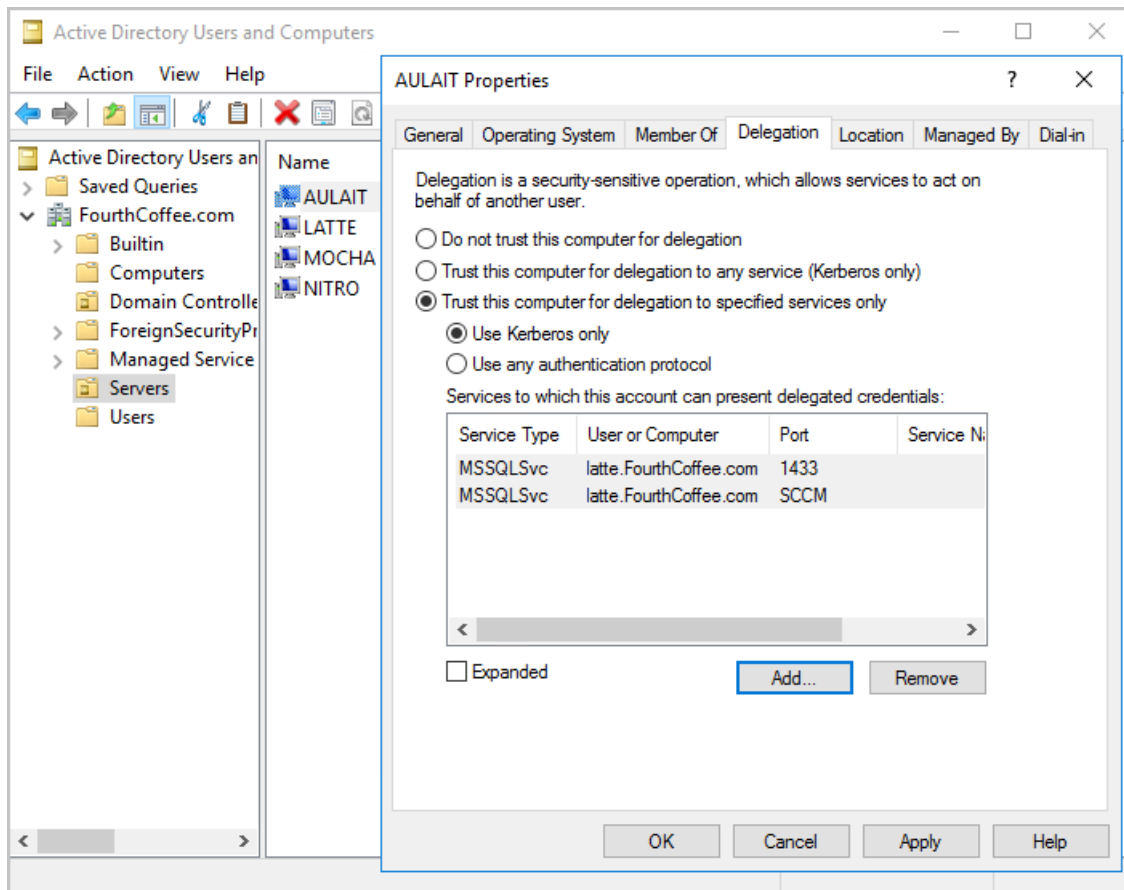 Active Directory Users and Computers
File Action View Help
Active Directory Users an
Saved Queries
FourthCoffee.com
Builtin
Computers
Domain Controlle
ForeignSecurityPr
Managed Service
Servers
Users
Name
AULAIT
LATTE
MOCHA
NITRO
AULAIT Properties
?
General Operating System Member Of Delegation Location Managed By Dial-in
Delegation is a security-sensitive operation, which allows services to act on
behalf of another user.
Do not trust this computer for delegation
Trust this computer for delegation to any service (Kerberos only)
Trust this computer for delegation to specified services only
Use Kerberos only
Use any authentication protocol
Services to which this account can present delegated credentials:
Service Type User or Computer Port Service Na
MSSQLSvc latte.FourthCoffee.com 1433
MSSQLSvc latte.FourthCoffee.com SCCM
Expanded
Add... Remove
OK Cancel Apply Help